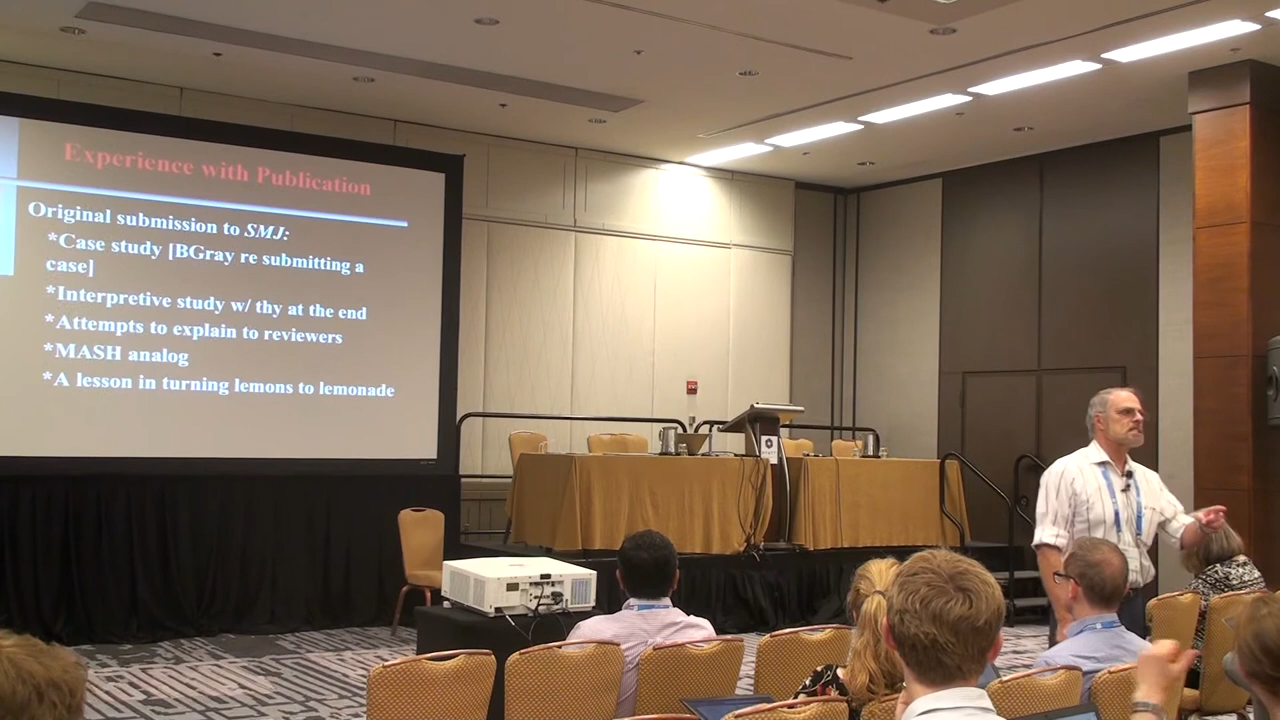 Experience with Publication
Original submission to SMJ:
*Case study [BGray re submitting a
case]
*Interpretive study w/ thy at the end
*Attempts to explain to reviewers
*MASH analog
*A lesson in turning lemons to lemonade
HYATT